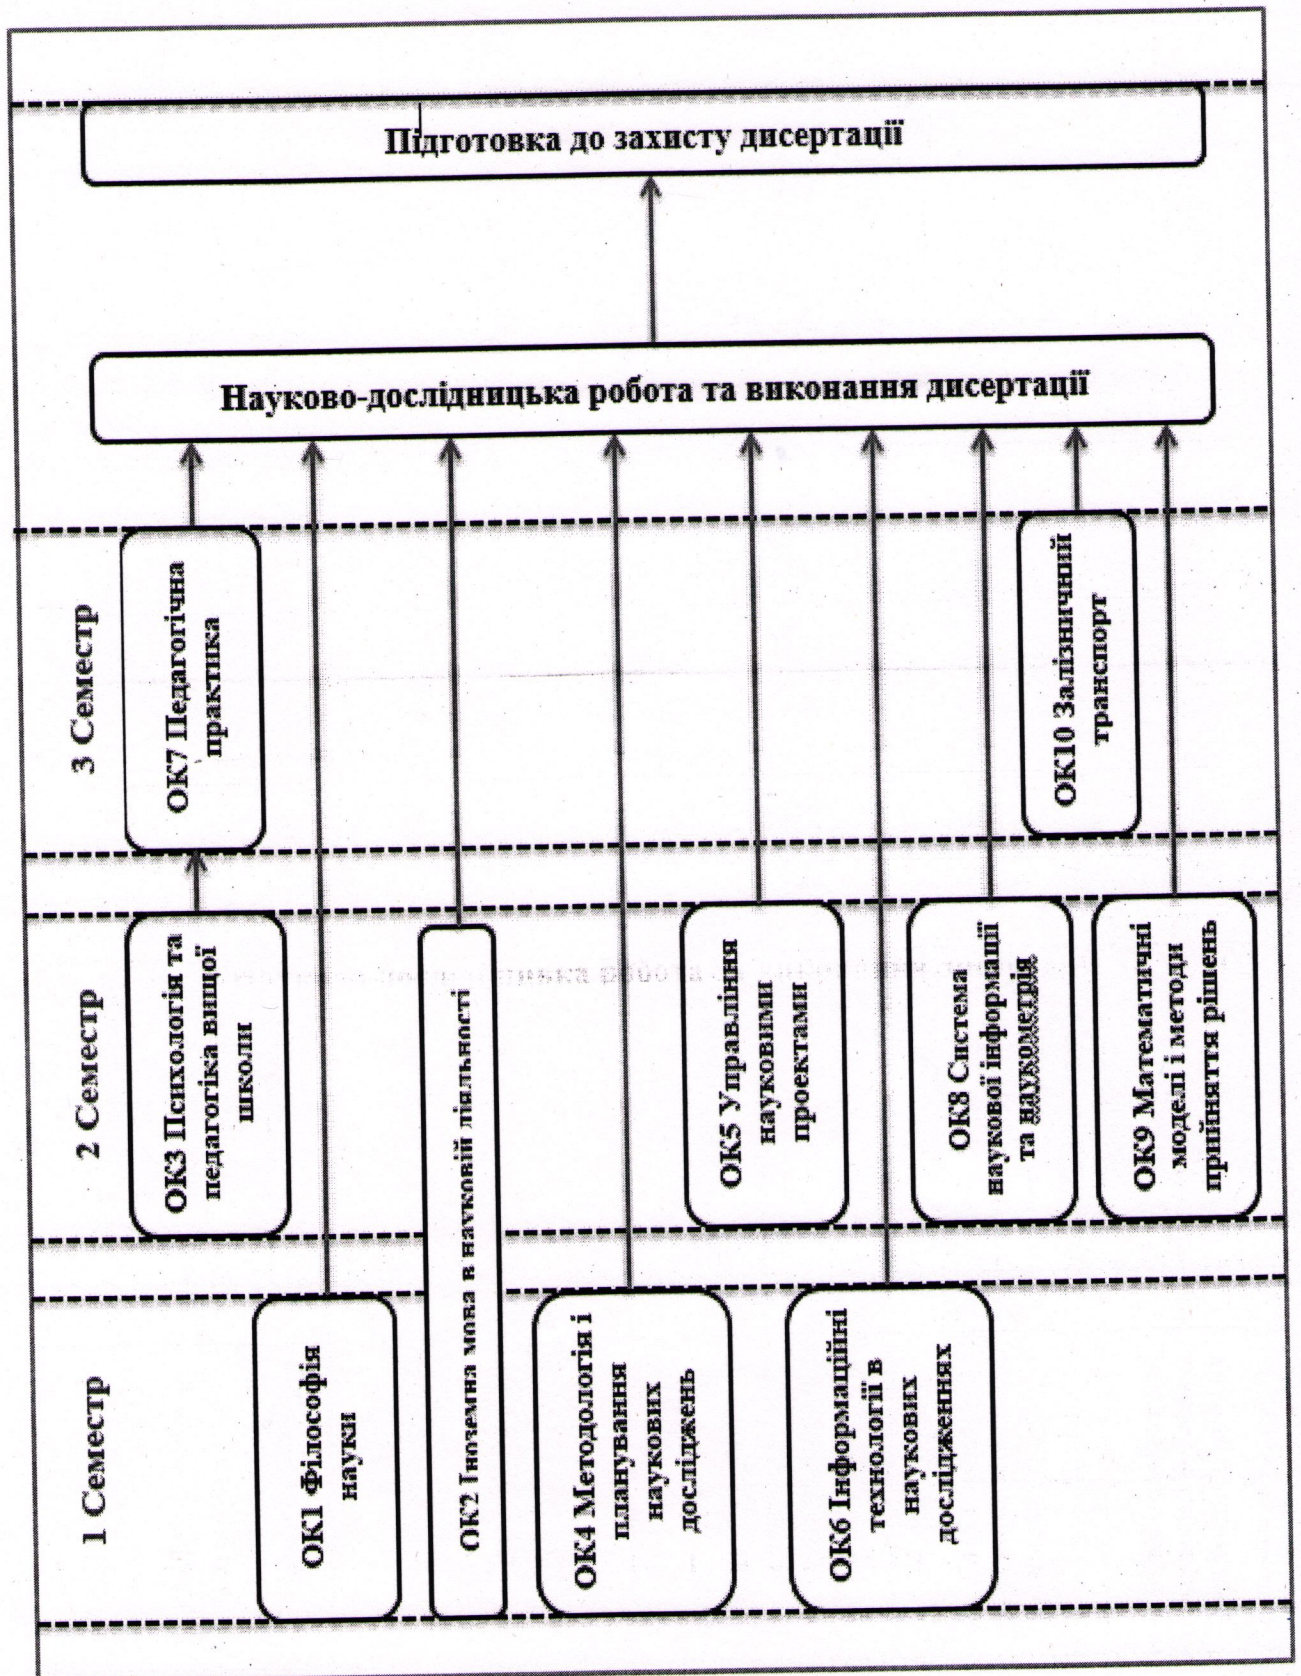 Підготовка до захисту дисертації
Науково-дослідницька робота та виконання дисертації
3 Семестр
ОК7 Педагогічна
практика
ОК10 Залізничний
транспорт
2 Семестр
ОК3 Психологія та
педагогіка вищої
школи
ОК2 Іноземна мова в науковій діяльності
ОК5 Управління
науковими
проектами
ОК8 Система
наукової інформації
та наукометрія
ОК9 Математичні
моделі і методи
прийняття рішень
1 Семестр
ОК1 Філософія
науки
ОК4 Методологія і
планування
наукових
досліджень
ОК6 Інформаційні
технології в
наукових
дослідженнях